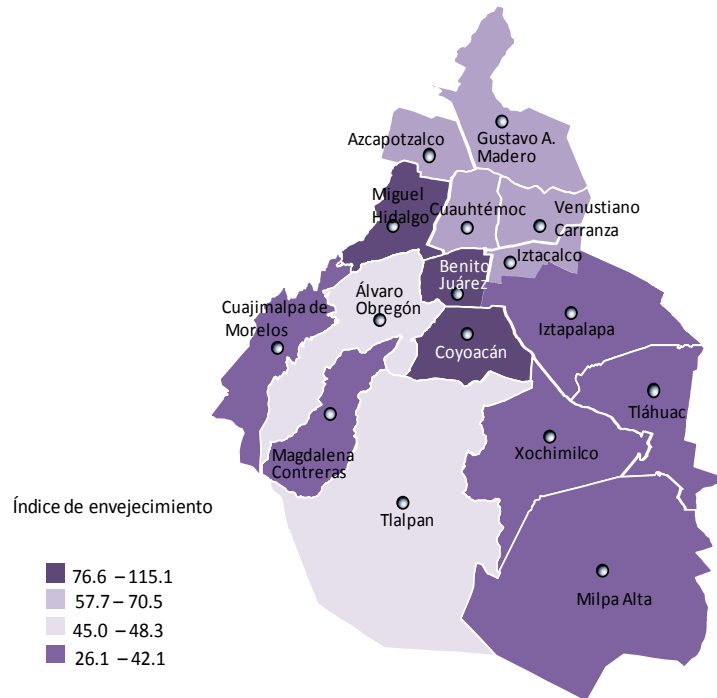 Azcapotzalco
Gustavo A.
Madero
Miguel
Hidalgo
Cuauhtémoc
Venustiano
Carranza
Iztacalco
Benito
Juárez
Álvaro
Obregón
Cuajimalpa de
Morelos
Iztapalapa
Coyoacán
Tláhuac
Magdalena
Contreras
Xochimilco
Tlalpan
Milpa Alta
Índice de envejecimiento
76.6 – 115.1
57.7 – 70.5
45.0 – 48.3
26.1 – 42.1